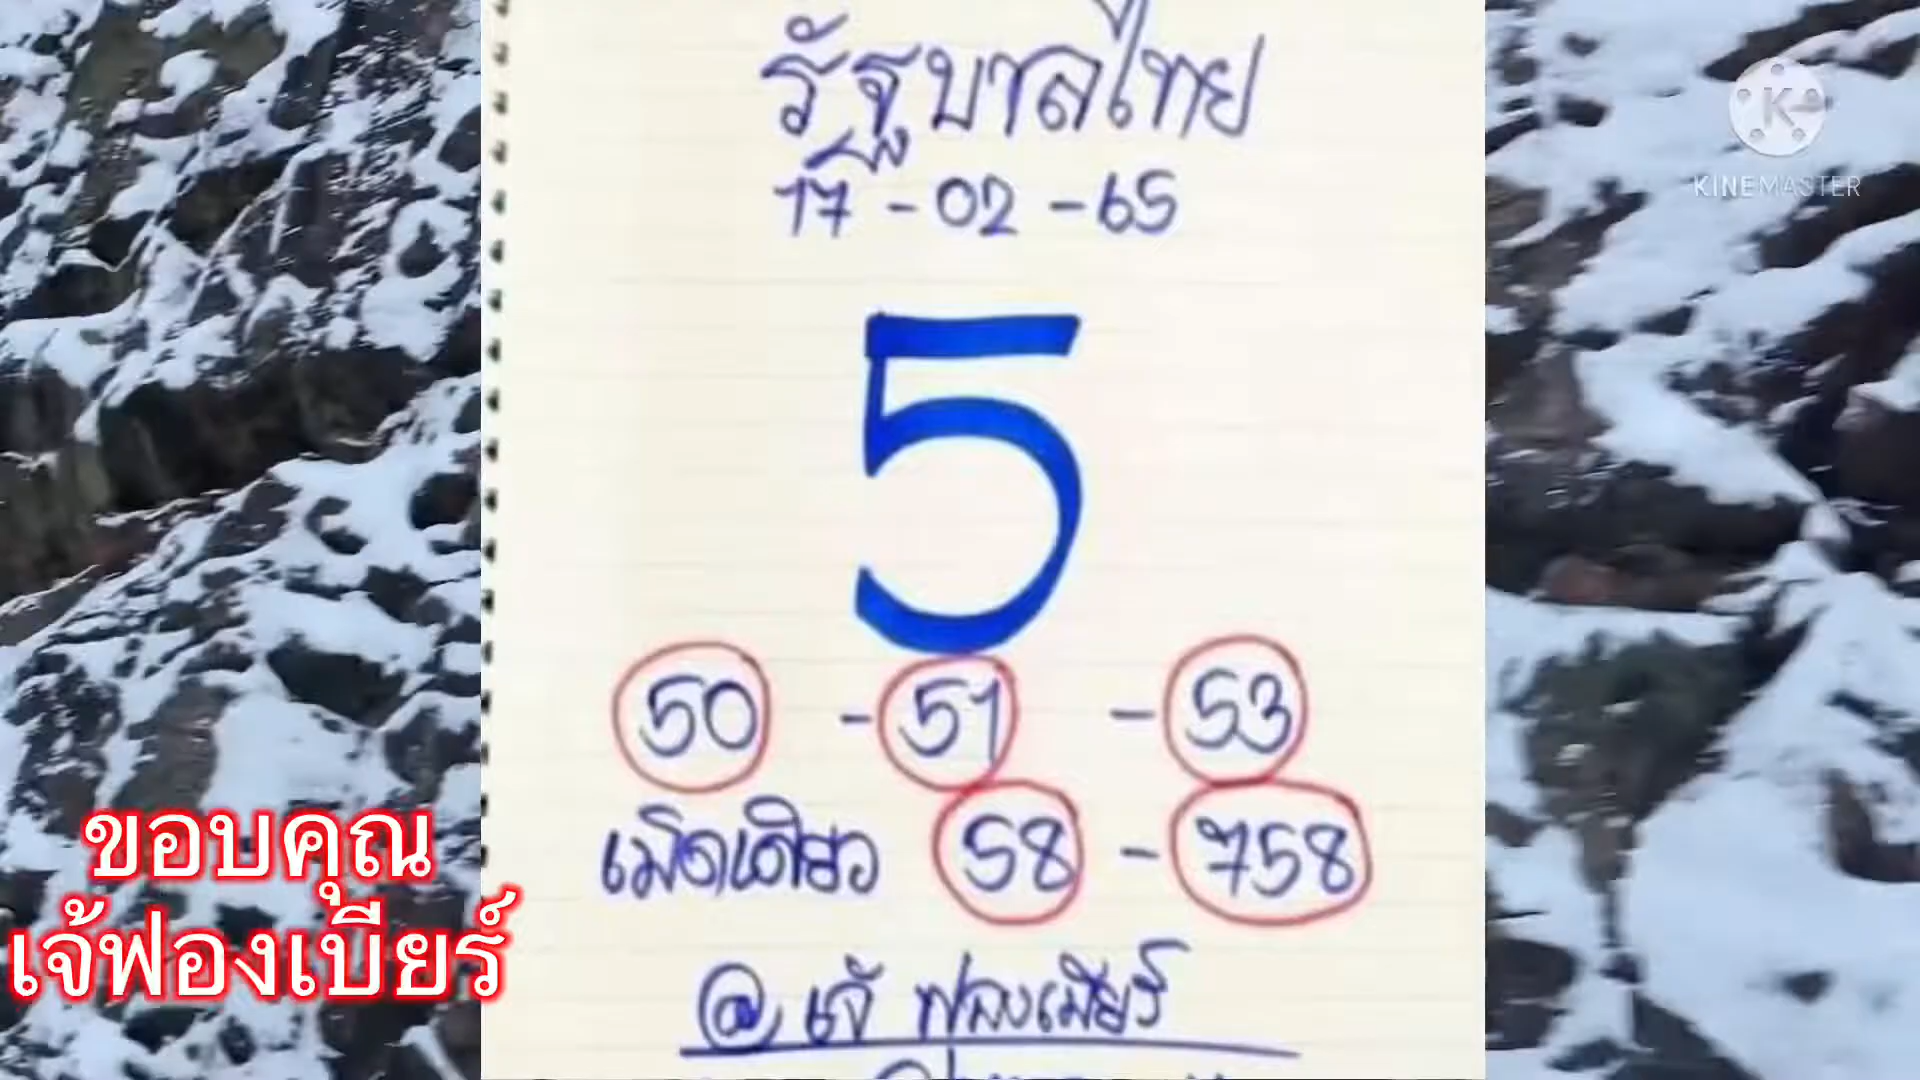 รัฐบาลไทย
17-02-65
5
50 - 51 - 53
เม็ดเดียว 58 - 758
@ เจ้ ฟองเบียร์
ขอบคุณ
เจ้ฟองเบียร์
K
KINEMASTER